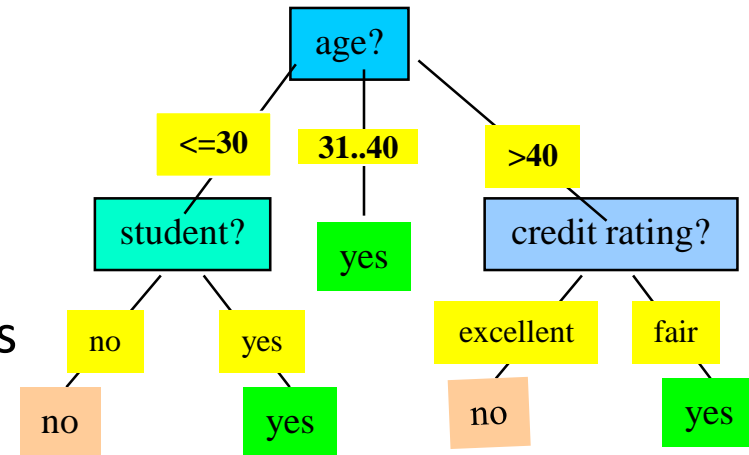 age?
<=30
31..40
>40
student?
yes
credit rating?
s
no
yes
excellent
fair
no
yes
no
yes